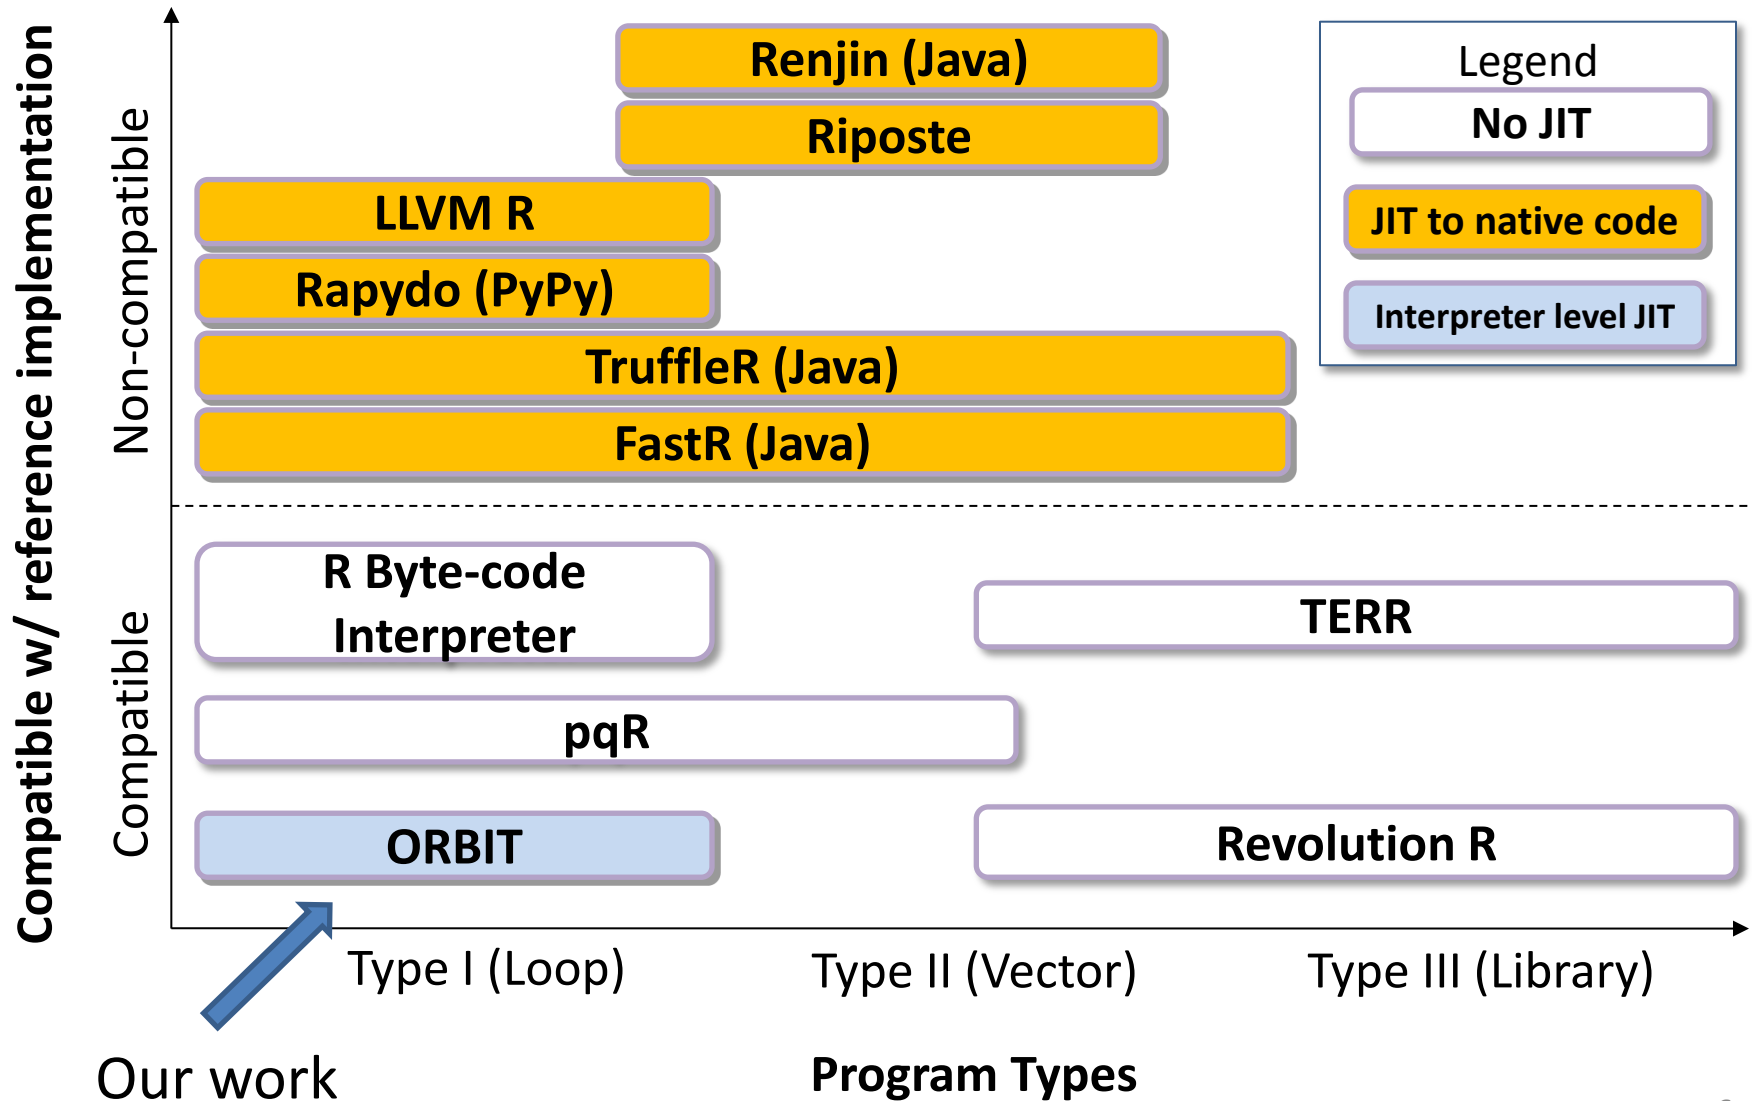 Compatible w/ reference implementation
Non-compatible
Compatible
Renjin (Java)
Riposte
LLVM R
Rapydo (PyPy)
TruffleR (Java)
FastR (Java)
Legend
No JIT
JIT to native code
Interpreter level JIT
R Byte-code
Interpreter
TERR
pqR
ORBIT
Revolution R
Type I (Loop)
Type II (Vector)
Type III (Library)
Our work
Program Types